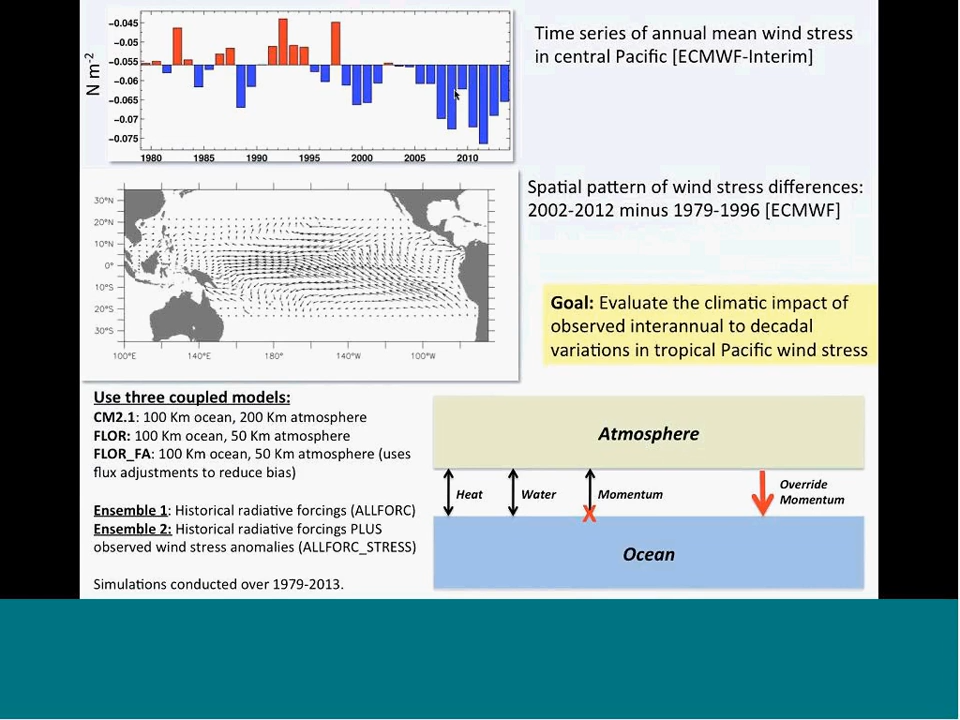 Time series of annual mean wind stress
in central Pacific [ECMWF-Interim]
N m-2
-0.045
-0.05
-0.055
-0.06
-0.065
-0.07
-0.075
1980 1985 1990 1995 2000 2005 2010
Spatial pattern of wind stress differences:
2002-2012 minus 1979-1996 [ECMWF]
30°N
20°N
10°N
0°
10°S
20°S
30°S
100°E 140°E 180° 140°W 100°W
Goal: Evaluate the climatic impact of
observed interannual to decadal
variations in tropical Pacific wind stress
Use three coupled models:
CM2.1: 100 Km ocean, 200 Km atmosphere
FLOR: 100 Km ocean, 50 Km atmosphere
FLOR_FA: 100 Km ocean, 50 Km atmosphere (uses
flux adjustments to reduce bias)
Ensemble 1: Historical radiative forcings (ALLFORC)
Ensemble 2: Historical radiative forcings PLUS
observed wind stress anomalies (ALLFORC_STRESS)
Simulations conducted over 1979-2013.
Atmosphere
Heat
Water
Momentum
X
Override
Momentum
Ocean